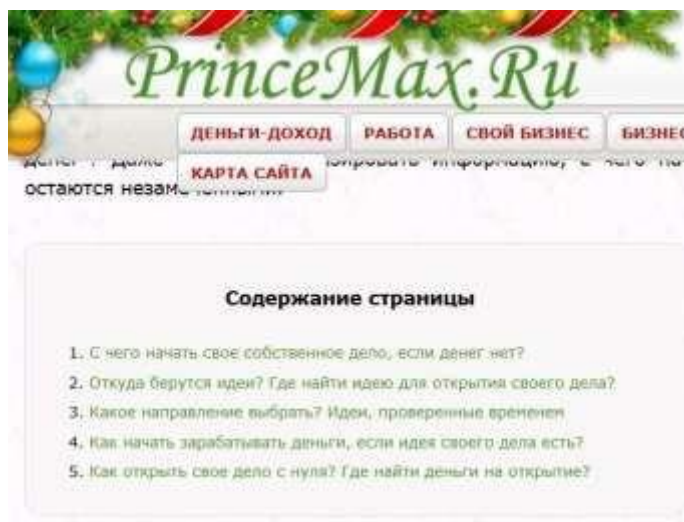 PrinceMax.Ru
ДЕНЬГИ-ДОХОД РАБОТА СВОЙ БИЗНЕС БИЗНЕС
КАРТА САЙТА
остаются
Содержание страницы
1. С чего начать свое собственное дело, если денег нет?
2. Откуда берутся идеи? Где найти идею для открытия своего дела?
3. Какое направление выбрать? Идеи, проверенные временем
4. Как начать зарабатывать деньги, если идея своего дела есть?
5. Как открыть свое дело с нуля? Где найти деньги на открытие?